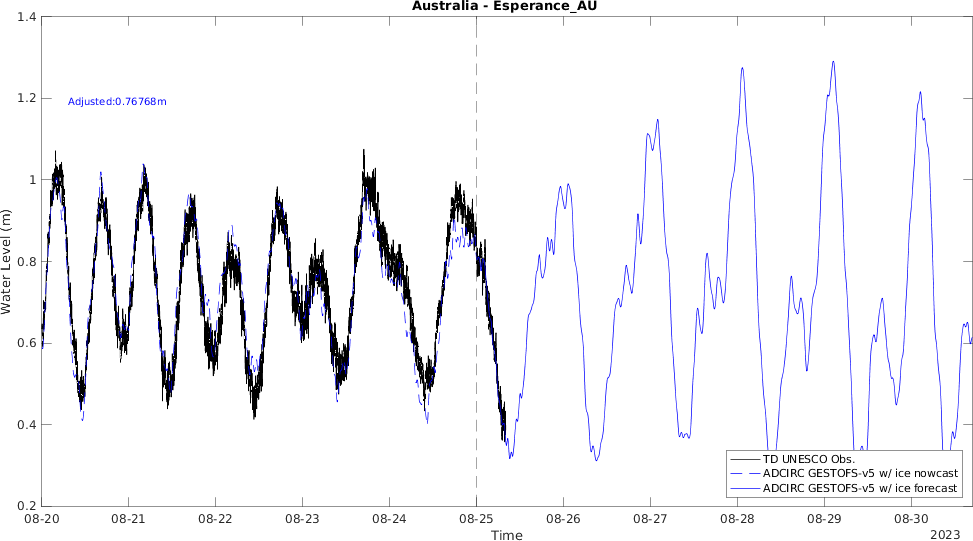 Australia - Esperance_AU
1.4
1.2
1
0.8
0.6
0.4
0.2
Water Level (m)
Adjusted:0.76768m
TD UNESCO Obs.
ADCIRC GESTOFS-v5 w/ ice nowcast
ADCIRC GESTOFS-v5 w/ ice forecast
08-20 08-21 08-22 08-23 08-24 08-25 08-26 08-27 08-28 08-29 08-30
Time
2023